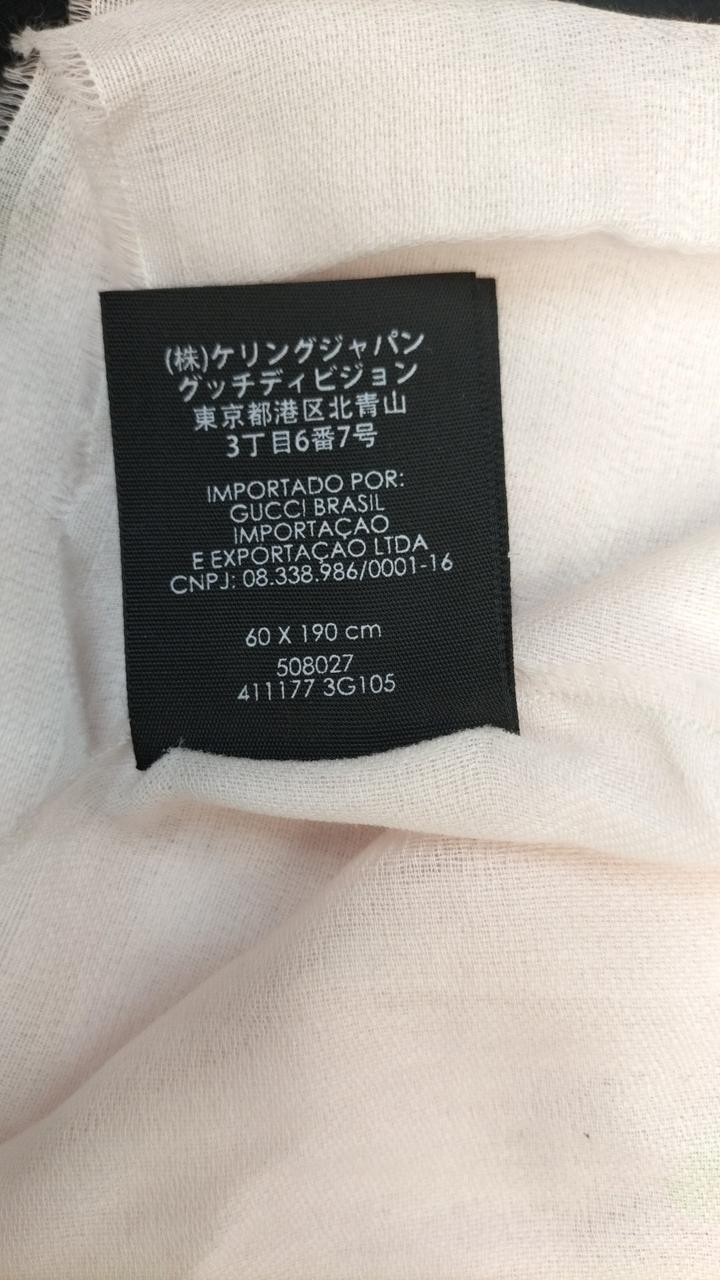 (株)ケリングジャパン
グッチディビジョン
東京都港区北青山
3丁目6番7号
IMPORTADO POR:
GUCCI BRASIL
IMPORTAÇAO
E EXPORTAÇAO LTDA
CNPJ: 08.338.986/0001-16
60 X 190 cm
508027
411177 3G105